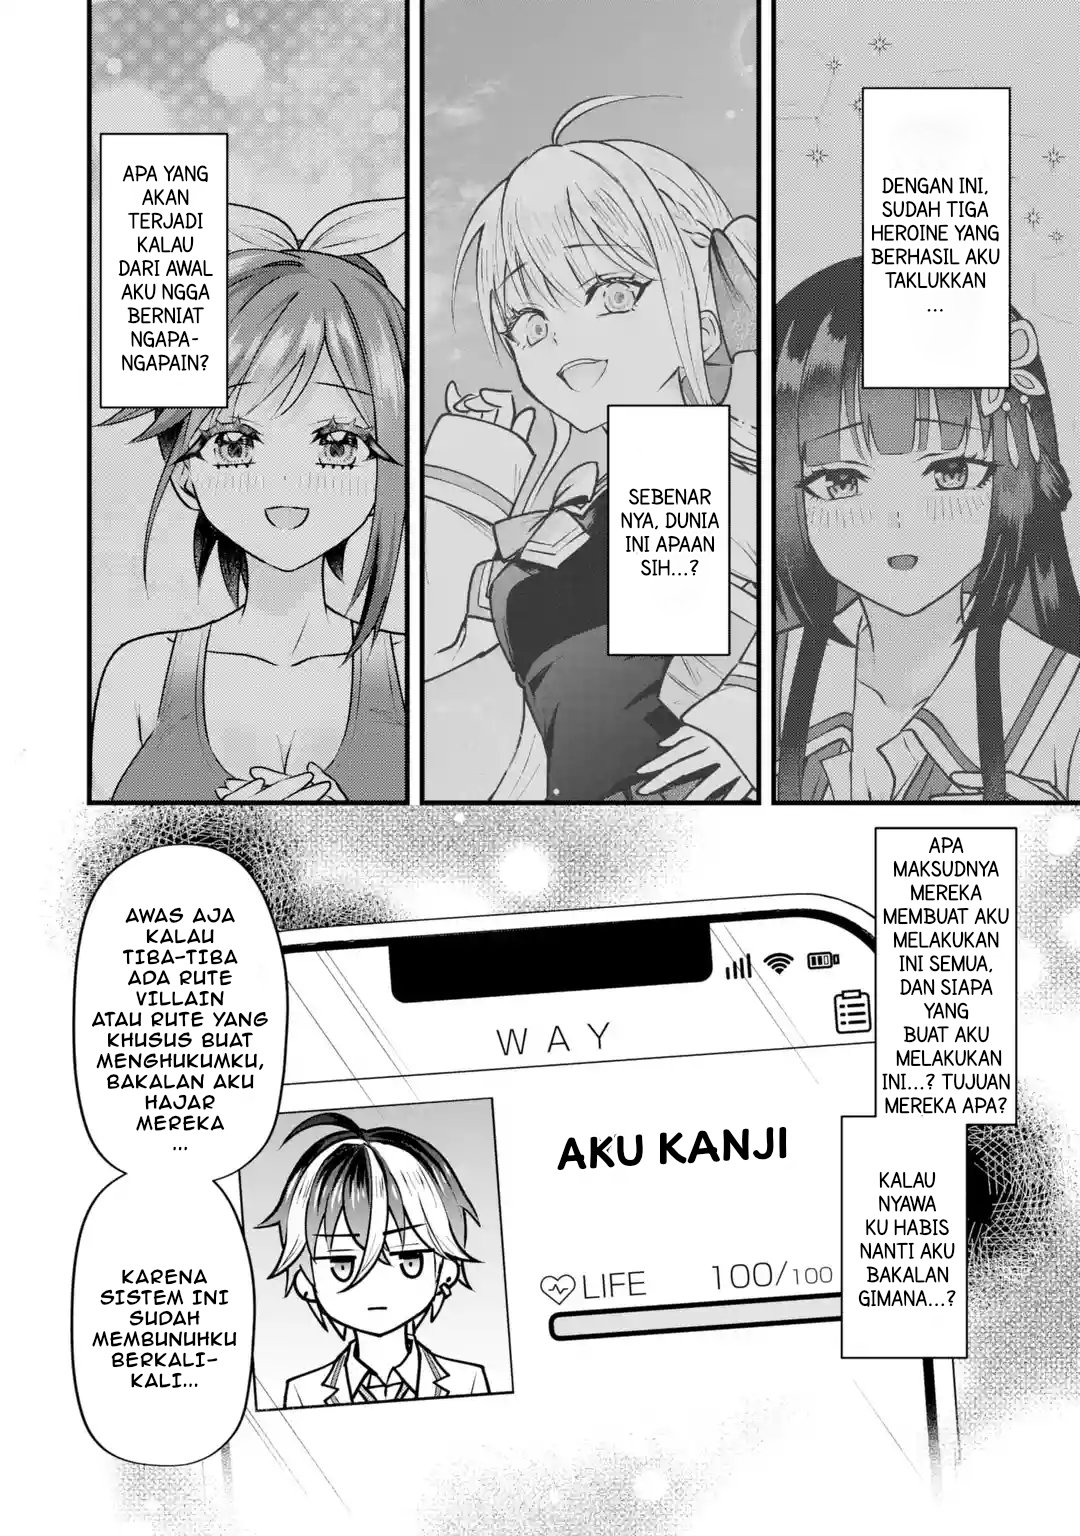 DENGAN INI,
SUDAH TIGA
HEROINE YANG
BERHASIL AKU
TAKLUKKAN
...
SEBENAR
NYA, DUNIA
INI APAAN
SIH...?
APA YANG
AKAN
TERJADI
KALAU
DARI AWAL
AKU NGGA
BERNIAT
NGAPA-
NGAPAIN?
APA
MAKSUDNYA
MEREKA
MEMBUAT AKU
MELAKUKAN
INI SEMUA,
DAN SIAPA
YANG
BUAT AKU
MELAKUKAN
INI...? TUJUAN
MEREKA APA?
KALAU
NYAWA
KU HABIS
NANTI AKU
BAKALAN
GIMANA...?
WAY
AKU KANJI
LIFE 100/100
AWAS AJA
KALAU
TIBA-TIBA
ADA RUTE
VILLAIN
ATAU RUTE YANG
KHUSUS BUAT
MENGHUKUMKU,
BAKALAN AKU
HAJAR
MEREKA
...
KARENA
SISTEM INI
SUDAH
MEMBUNUHKU
BERKALI-
KALI...